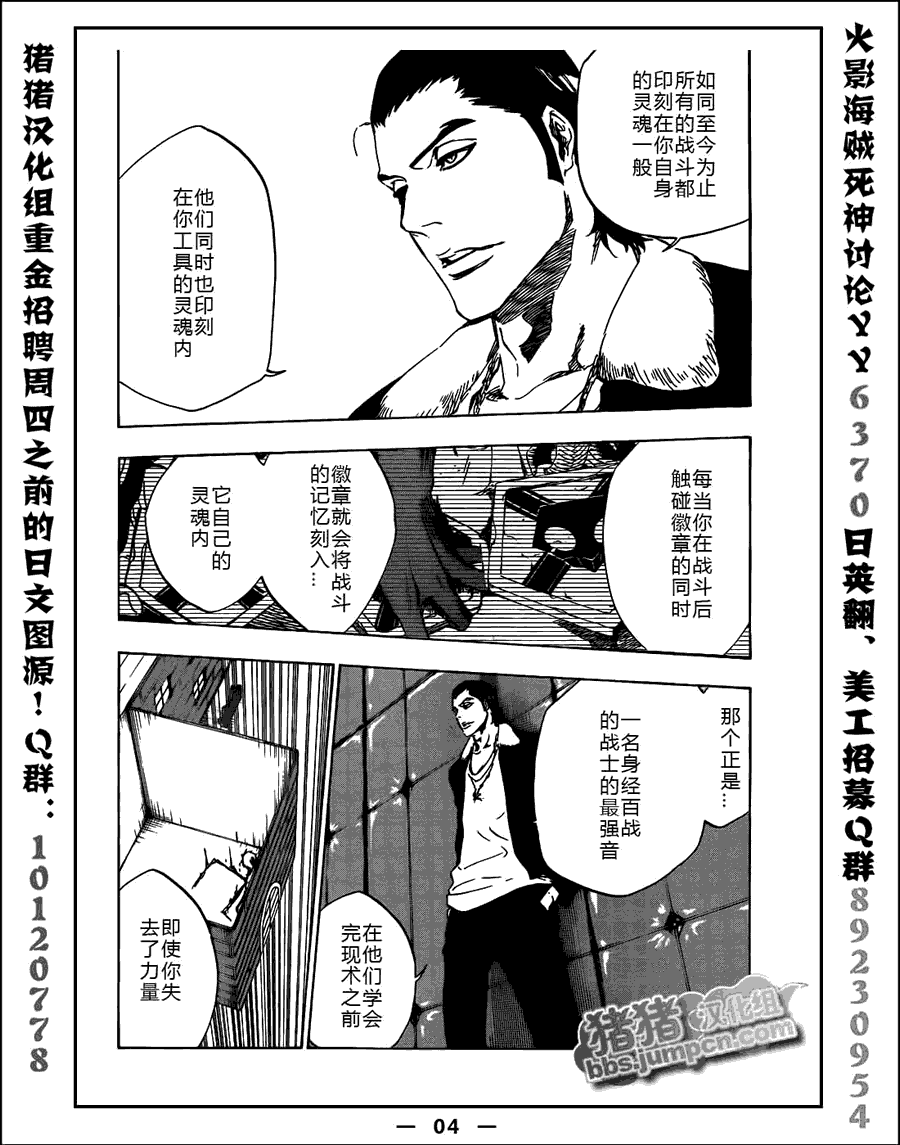 猪猪汉化组重金招聘周四之前的日文图源！Q群：10120778
火影海贼死神讨论YY6370日英翻、美工招募Q群89230954
如同至今为止
所有的战斗都
印刻在你自身
的灵魂一般
他们同时也印刻
在你工具的灵魂内
每当你在战斗后
触碰徽章的同时
徽章就会将战斗
的记忆刻入…
它自己的
灵魂内
那个正是…
一名身经百战
的战士的最强音
在他们学会
完现术之前
即使你失
去了力量
猪猪汉化组
bbs.jumpcn.com
— 04 —